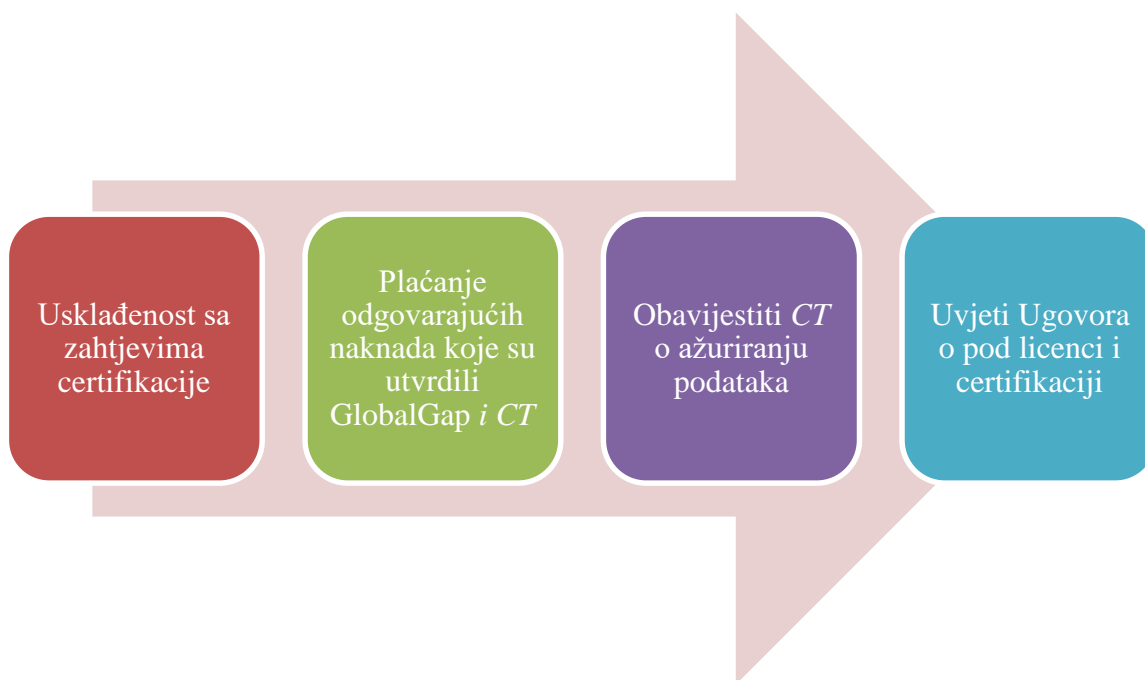 Usklađenost sa
zahtjevima
certifikacije
Plaćanje
odgovarajućih
naknada koje su
utvrdili
GlobalGap i CT
Obavijestiti CT
o ažuriranju
podataka
Uvjeti Ugovora
o pod licenci i
certifikaciji